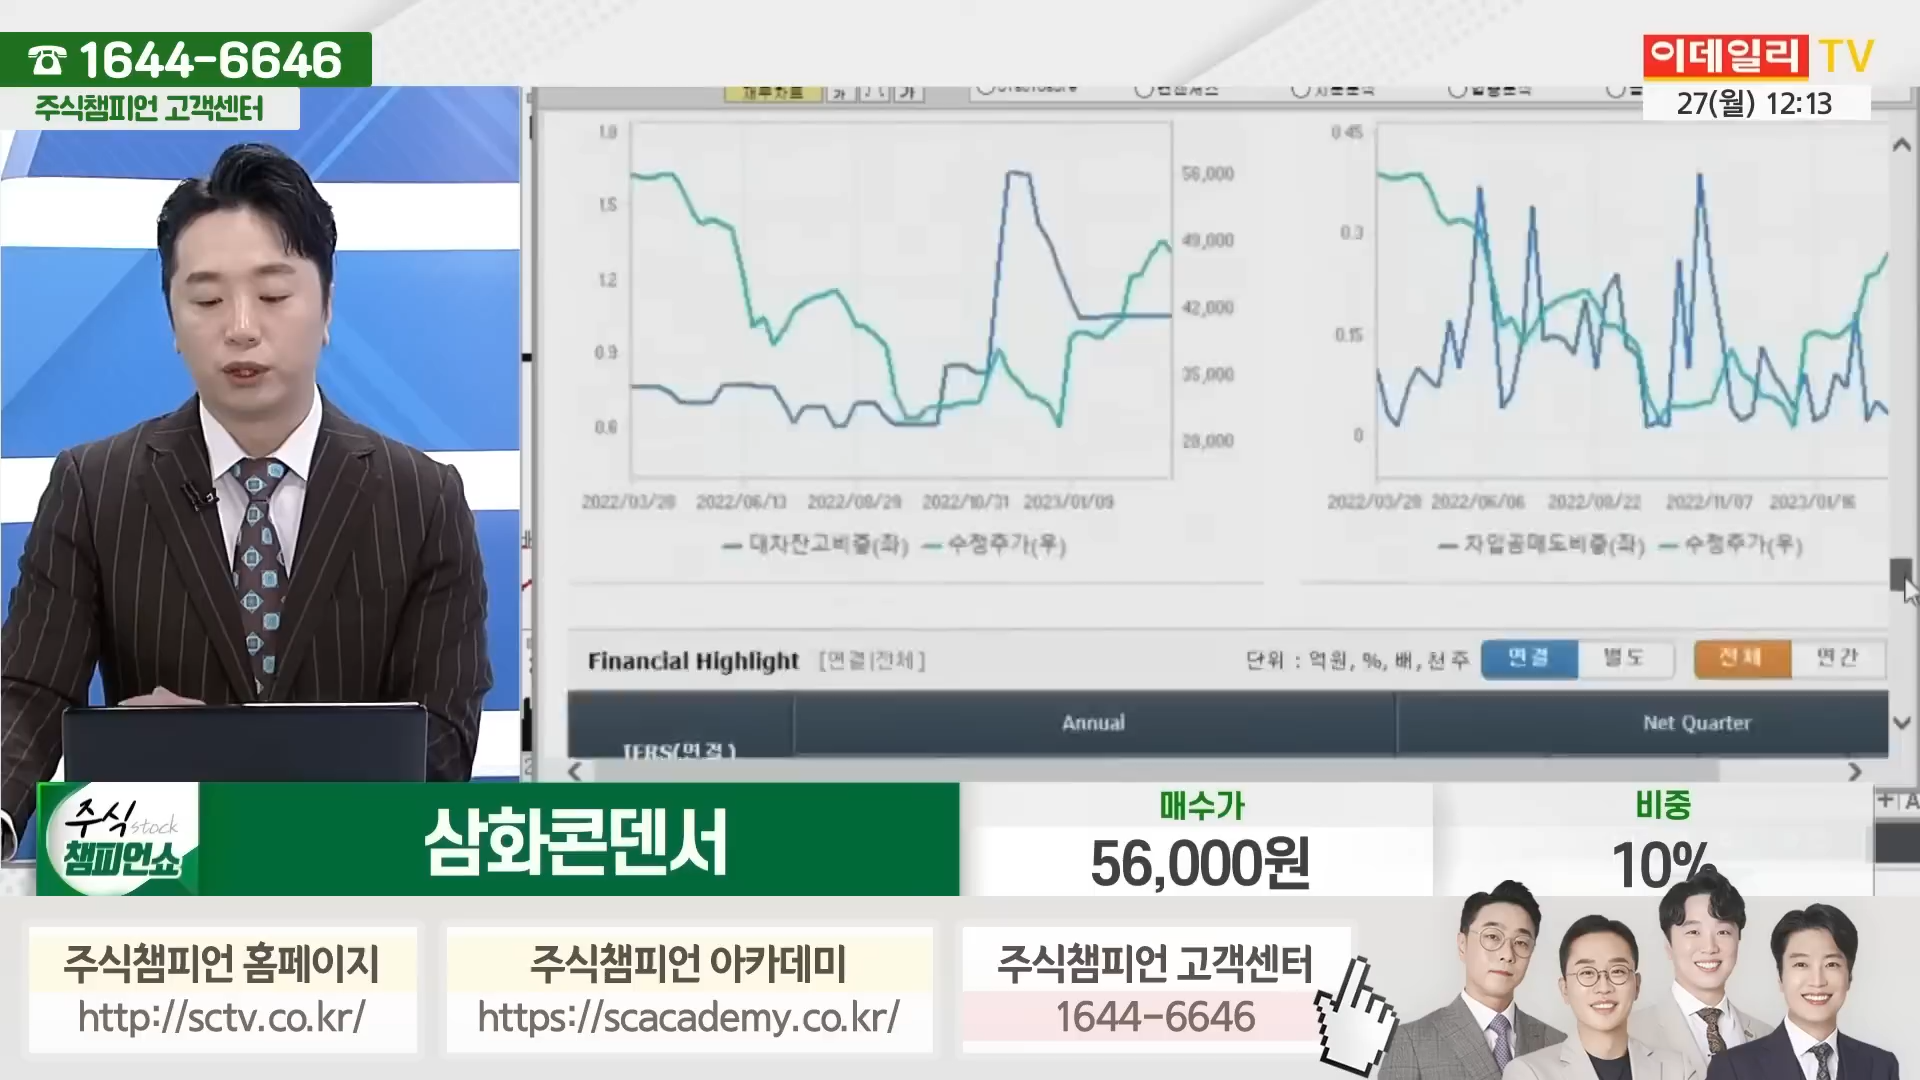 ☎ 1644-6646
주식챔피언 고객센터
이데일리 TV
27(월) 12:13
재무차트
가
가
1.8
1.5
1.2
0.9
0.6
56,000
49,000
42,000
35,000
28,000
2022/03/28 2022/06/13 2022/08/29 2022/10/31 2023/01/09
대차잔고비중(좌) 수정주가(우)
0.45
0.3
0.15
0
2022/03/28 2022/06/06 2022/08/22 2022/11/07 2023/01/16
차입공매도비중(좌) 수정주가(우)
Financial Highlight [연결|전체]
단위 : 억원, %, 배, 천주
연결 별도
전체 연간
IFRS(연결)
Annual
Net Quarter
주식 stock
챔피언쇼
삼화콘덴서
매수가
56,000원
비중
10%
주식챔피언 홈페이지
http://sctv.co.kr/
주식챔피언 아카데미
https://scacademy.co.kr/
주식챔피언 고객센터
1644-6646